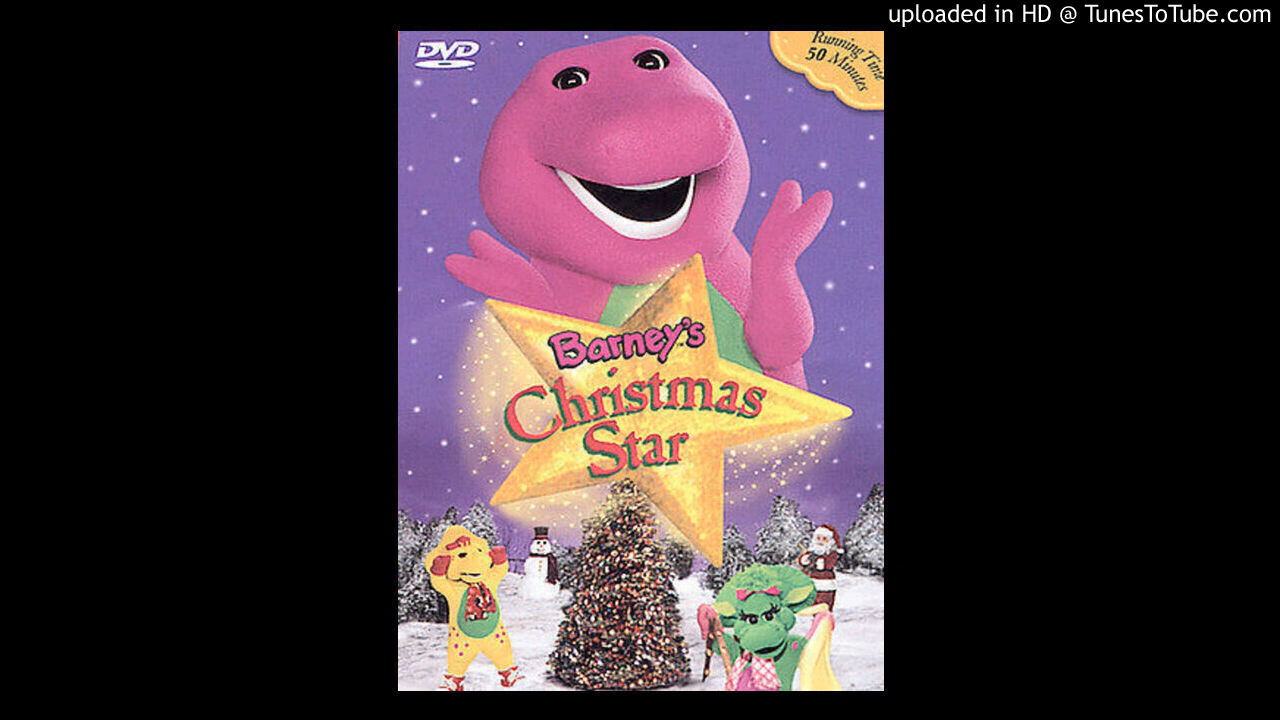 uploaded in HD @ TunesToTube.com
DVD
Running Time
50 Minutes
Barney's
Christmas
Star